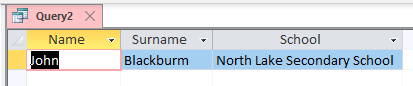 Query2
Name Surname School
John Blackburm North Lake Secondary School